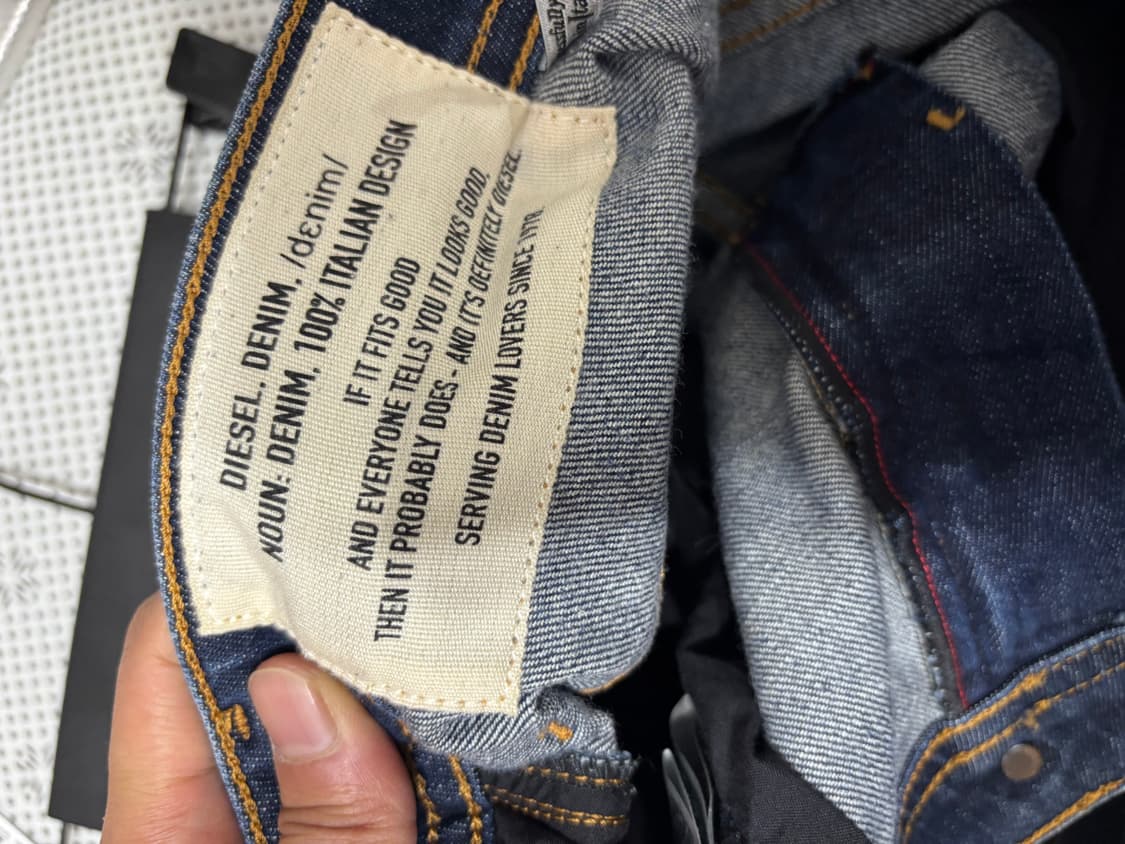 DIESEL. DENIM, /dɛnim/
NOUN: DENIM, 100% ITALIAN DESIGN
IF IT FITS GOOD
AND EVERYONE TELLS YOU IT LOOKS GOOD,
THEN IT PROBABLY DOES - AND IT'S DEFINITELY DIESEL.
SERVING DENIM LOVERS SINCE 1978